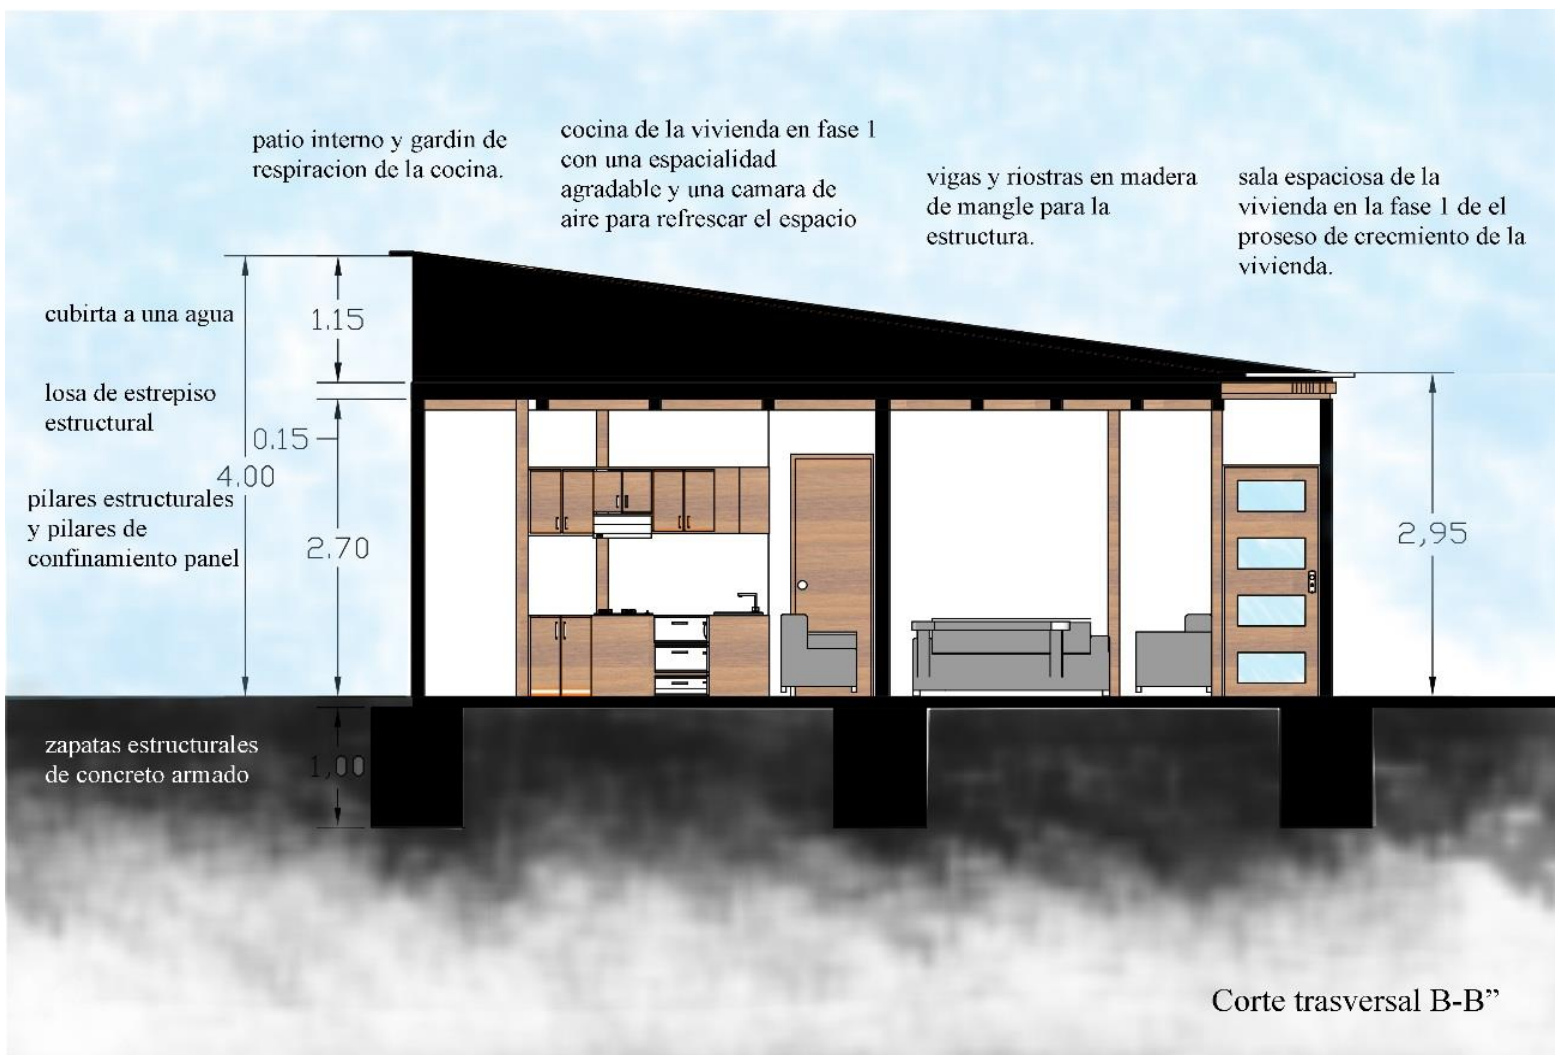 patio interno y gardin de
respiracion de la cocina.
cocina de la vivienda en fase 1
con una espacialidad
agradable y una camara de
aire para refrescar el espacio
vigas y riostras en madera
de mangle para la
estructura.
sala espaciosa de la
vivienda en la fase 1 de el
proseso de crecmiento de la
vivienda.
cubirta a una agua
1.15
losa de estrepiso
estructural
0.15
4.00
pilares estructurales
y pilares de
confinamiento panel
2.70
2,95
zapatas estructurales
de concreto armado
1,00
Corte trasversal B-B”